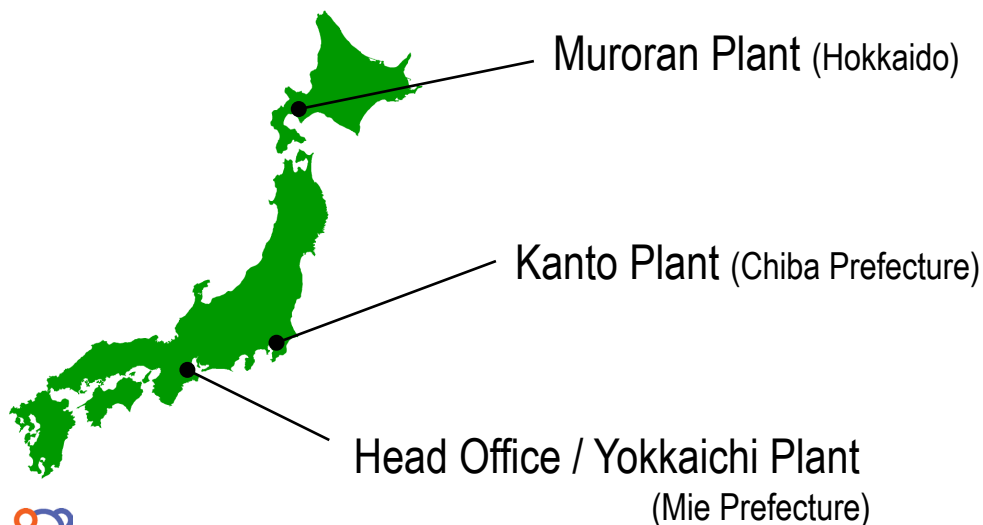 Muroran Plant (Hokkaido)
Kanto Plant (Chiba Prefecture)
Head Office / Yokkaichi Plant
(Mie Prefecture)